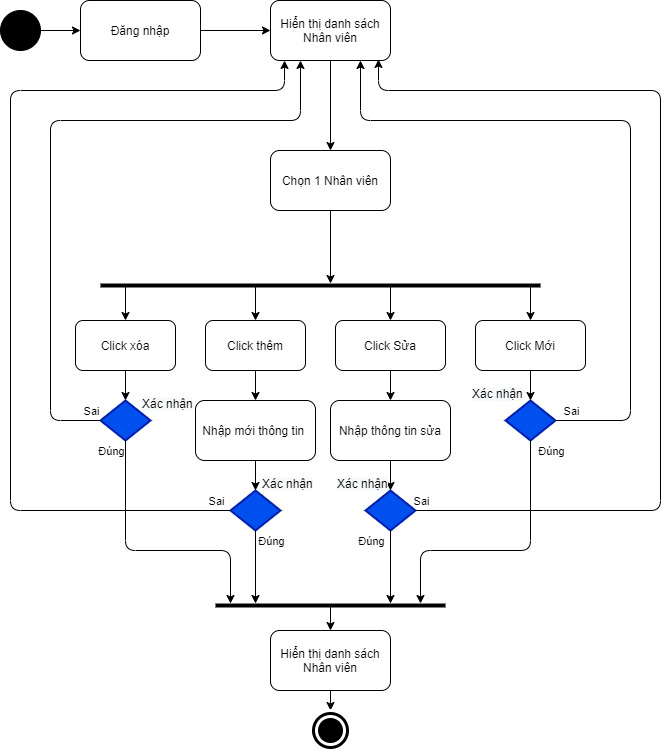 Đăng nhập
Hiển thị danh sách
Nhân viên
Chọn 1 Nhân viên
Click xóa
Click thêm
Click Sửa
Click Mới
Xác nhận
Sai
Đúng
Xác nhận
Sai
Đúng
Nhập mới thông tin
Nhập thông tin sửa
Xác nhận
Sai
Đúng
Xác nhận
Sai
Đúng
Hiển thị danh sách
Nhân viên